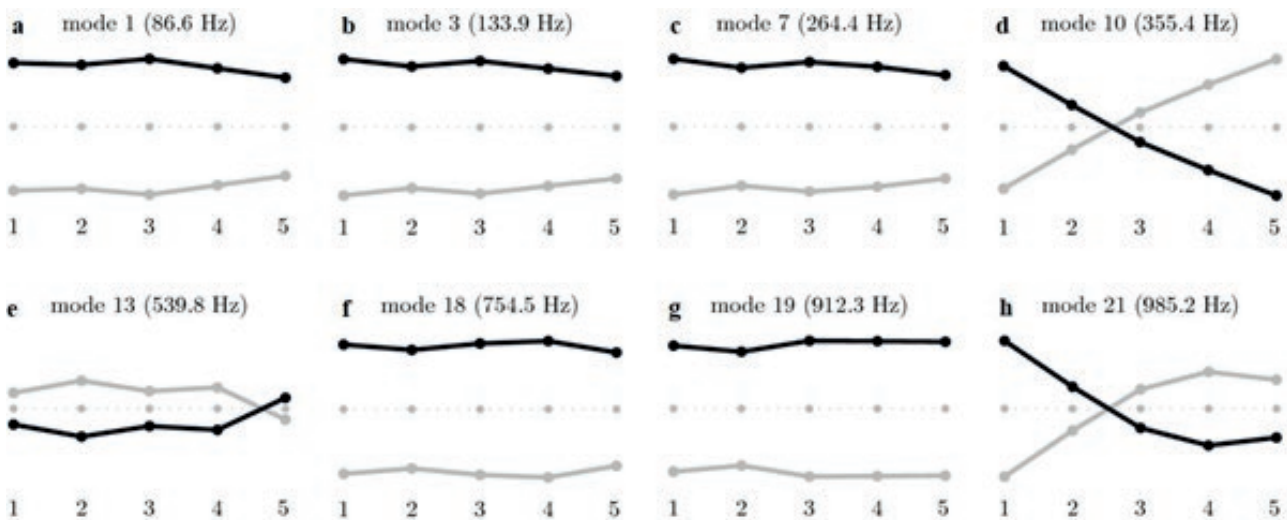 a mode 1 (86.6 Hz)
b mode 3 (133.9 Hz)
c mode 7 (264.4 Hz)
d mode 10 (355.4 Hz)
1 2 3 4 5
1 2 3 4 5
1 2 3 4 5
1 2 3 4 5
e mode 13 (539.8 Hz)
f mode 18 (754.5 Hz)
g mode 19 (912.3 Hz)
h mode 21 (985.2 Hz)
1 2 3 4 5
1 2 3 4 5
1 2 3 4 5
1 2 3 4 5